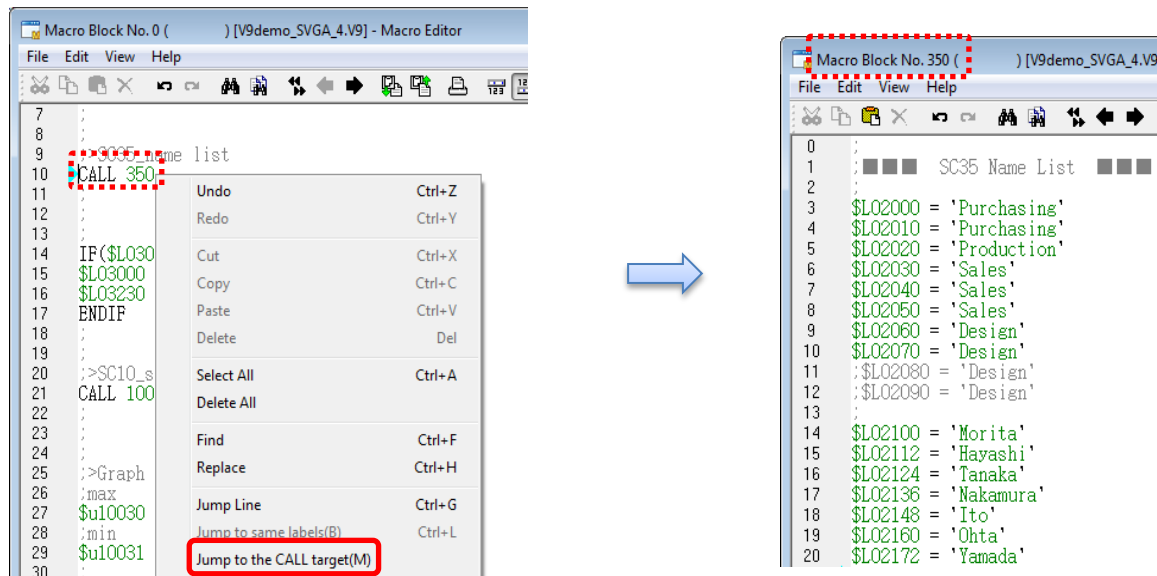 Macro Block No. 0 (          ) [V9demo_SVGA_4.V9] - Macro Editor
File Edit View Help
7 ;
8 ;
9 ;>SC35_name list
10 CALL 350
11 ;
12 ;
13 ;
14 IF($L030
15 $L03000
16 $L03230
17 ENDIF
18 ;
19 ;
20 ;>SC10_s
21 CALL 100
22 ;
23 ;
24 ;
25 ;>Graph
26 ;max
27 $u10030
28 ;min
29 $u10031
30
Undo Ctrl+Z
Redo Ctrl+Y
Cut Ctrl+X
Copy Ctrl+C
Paste Ctrl+V
Delete Del
Select All Ctrl+A
Delete All
Find Ctrl+F
Replace Ctrl+H
Jump Line Ctrl+G
Jump to same labels(B) Ctrl+L
Jump to the CALL target(M)
Macro Block No. 350 (          ) [V9demo_SVGA_4.V9
File Edit View Help
0 ;
1 ;■■■ SC35 Name List ■■■
2 ;
3 $L02000 = 'Purchasing'
4 $L02010 = 'Purchasing'
5 $L02020 = 'Production'
6 $L02030 = 'Sales'
7 $L02040 = 'Sales'
8 $L02050 = 'Sales'
9 $L02060 = 'Design'
10 $L02070 = 'Design'
11 ;$L02080 = 'Design'
12 ;$L02090 = 'Design'
13 ;
14 $L02100 = 'Morita'
15 $L02112 = 'Hayashi'
16 $L02124 = 'Tanaka'
17 $L02136 = 'Nakamura'
18 $L02148 = 'Ito'
19 $L02160 = 'Ohta'
20 $L02172 = 'Yamada'